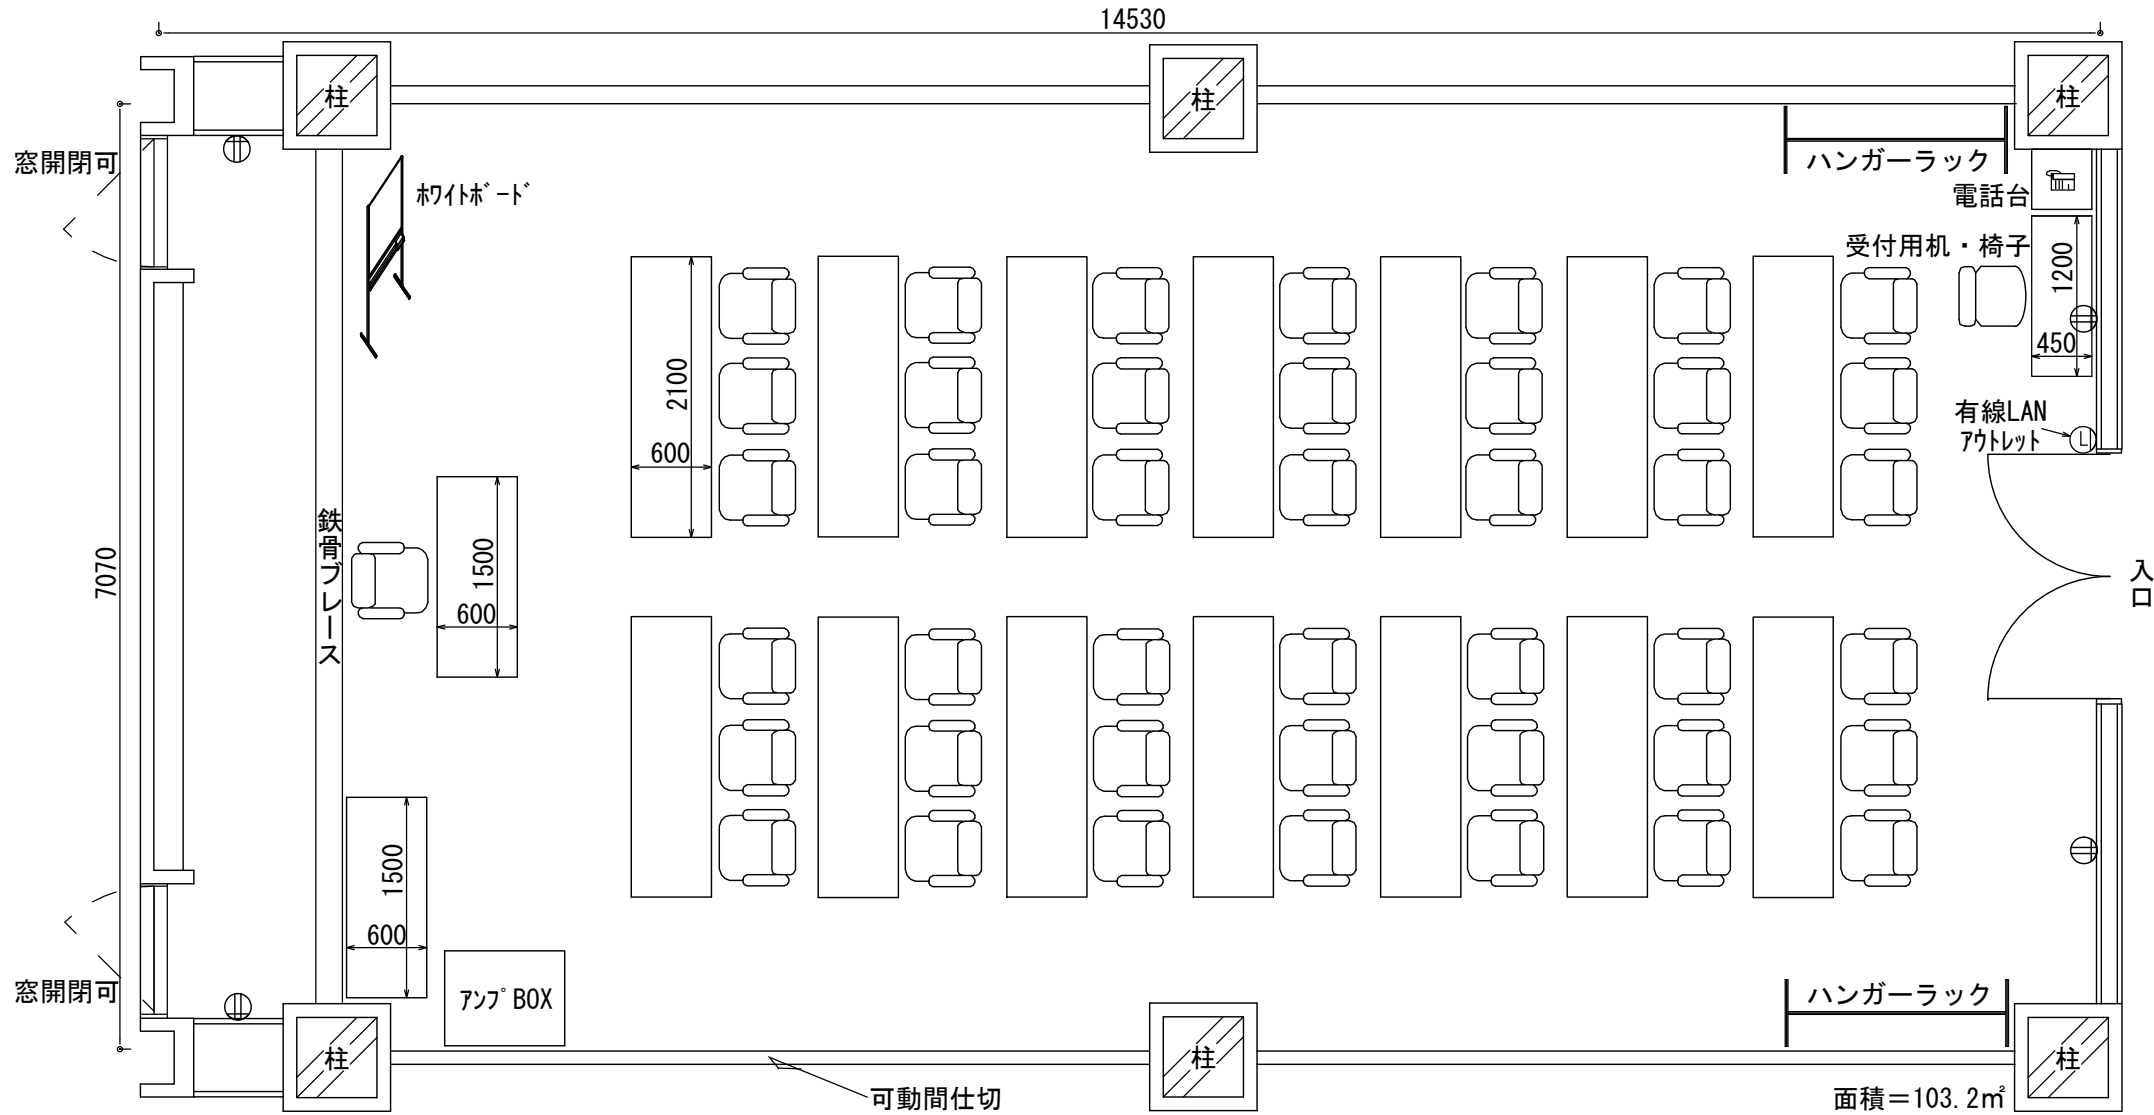 14530
柱
柱
柱
窓開閉可
ﾎﾜｲﾄﾎﾞｰﾄﾞ
ハンガーラック
電話台
受付用机・椅子
1200
450
2100
600
有線LAN
ｱｳﾄﾚｯﾄ
L
7070
鉄骨ブレース
1500
600
入口
1500
600
窓開閉可
ｱﾝﾌﾟBOX
ハンガーラック
柱
柱
柱
可動間仕切
面積＝103.2㎡